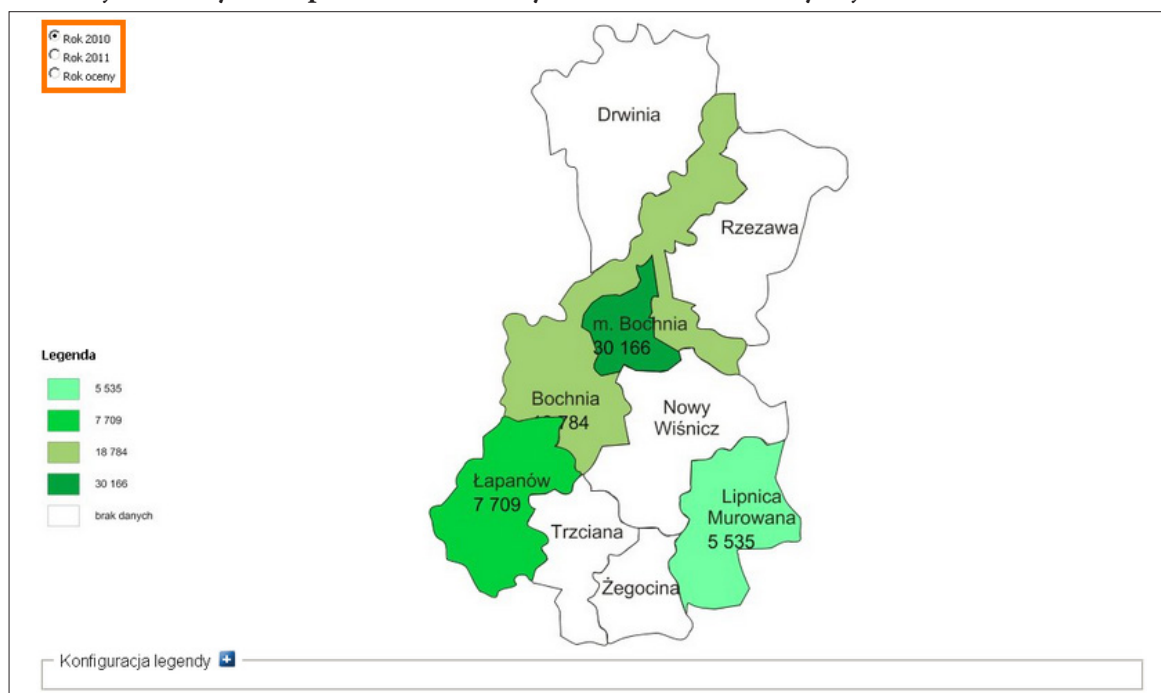 Rok 2010
Rok 2011
Rok oceny
Drwinia
Rzezawa
m. Bochnia
30 166
Legenda
5 535
7 709
18 784
30 166
brak danych
Bochnia
784
Nowy
Wiśnicz
Łapanów
7 709
Lipnica
Murowana
5 535
Trzciana
Żegocina
Konfiguracja legendy